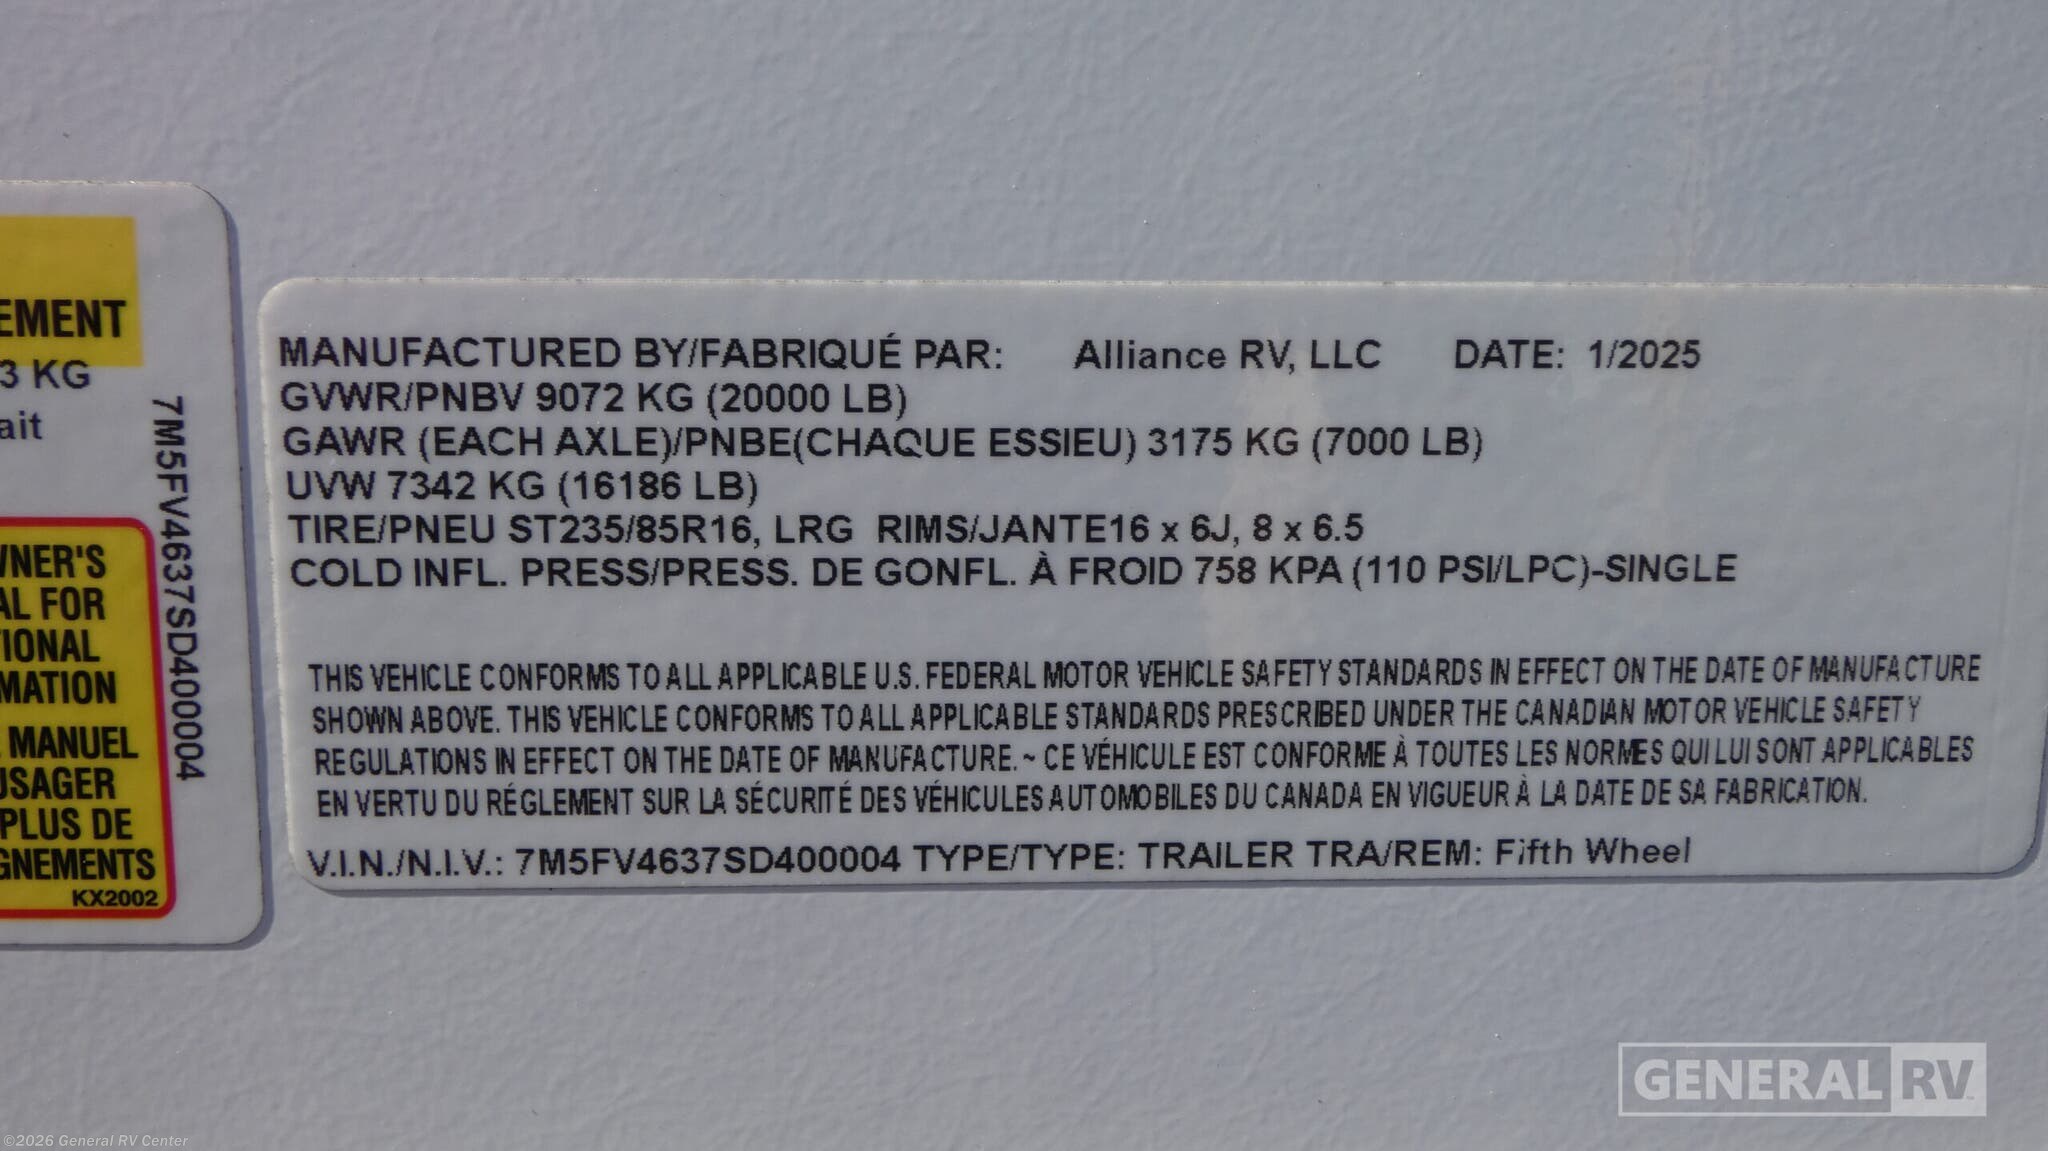 EMENT
3 KG
ait
7M5FV4637SD400004
WNER'S
AL FOR
TIONAL
MATION
MANUEL
USAGER
PLUS DE
GNEMENTS
KX2002
MANUFACTURED BY/FABRIQUÉ PAR: Alliance RV, LLC DATE: 1/2025
GVWR/PNBV 9072 KG (20000 LB)
GAWR (EACH AXLE)/PNBE(CHAQUE ESSIEU) 3175 KG (7000 LB)
UVW 7342 KG (16186 LB)
TIRE/PNEU ST235/85R16, LRG RIMS/JANTE16 x 6J, 8 x 6.5
COLD INFL. PRESS/PRESS. DE GONFL. À FROID 758 KPA (110 PSI/LPC)-SINGLE
THIS VEHICLE CONFORMS TO ALL APPLICABLE U.S. FEDERAL MOTOR VEHICLE SAFETY STANDARDS IN EFFECT ON THE DATE OF MANUFACTURE
SHOWN ABOVE. THIS VEHICLE CONFORMS TO ALL APPLICABLE STANDARDS PRESCRIBED UNDER THE CANADIAN MOTOR VEHICLE SAFETY
REGULATIONS IN EFFECT ON THE DATE OF MANUFACTURE. ~ CE VÉHICULE EST CONFORME À TOUTES LES NORMES QUI LUI SONT APPLICABLES
EN VERTU DU RÉGLEMENT SUR LA SÉCURITÉ DES VÉHICULES AUTOMOBILES DU CANADA EN VIGUEUR À LA DATE DE SA FABRICATION.
V.I.N./N.I.V.: 7M5FV4637SD400004 TYPE/TYPE: TRAILER TRA/REM: Fifth Wheel
GENERAL RV
©2026 General RV Center